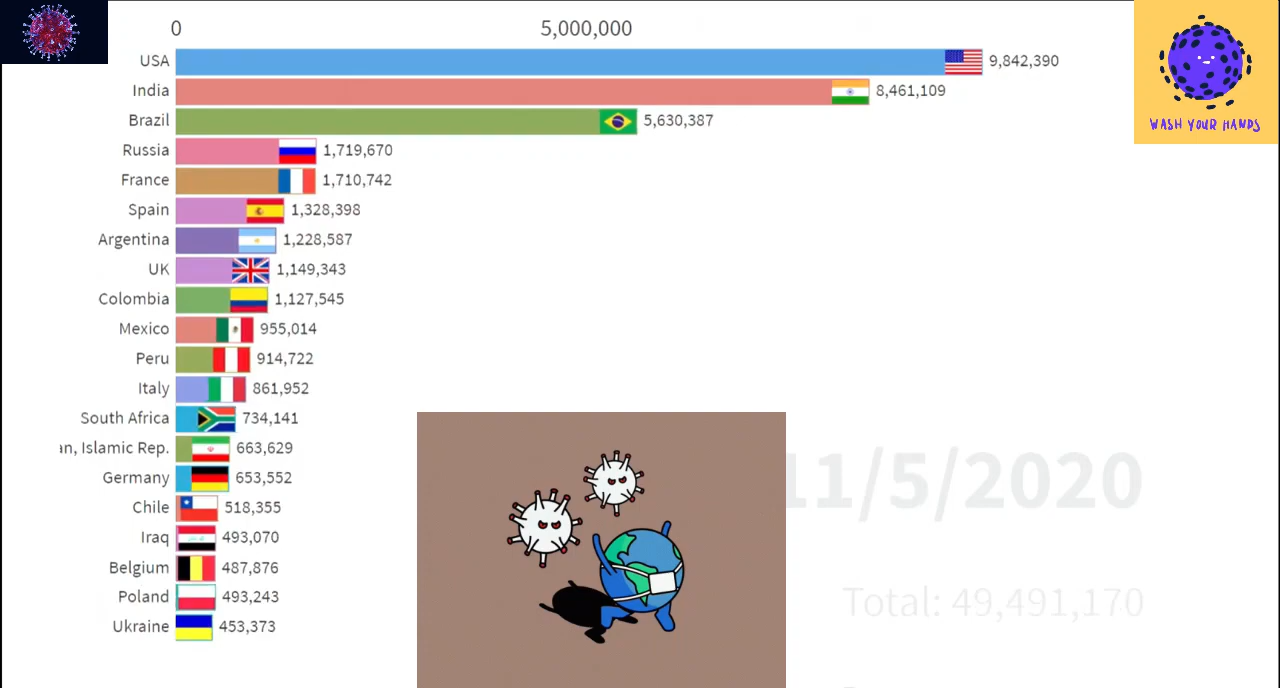 0 5,000,000
USA 9,842,390
India 8,461,109
Brazil 5,630,387
Russia 1,719,670
France 1,710,742
Spain 1,328,398
Argentina 1,228,587
UK 1,149,343
Colombia 1,127,545
Mexico 955,014
Peru 914,722
Italy 861,952
South Africa 734,141
an, Islamic Rep. 663,629
Germany 653,552
Chile 518,355
Iraq 493,070
Belgium 487,876
Poland 493,243
Ukraine 453,373
WASH YOUR HANDS
11/5/2020
Total: 49,491,170